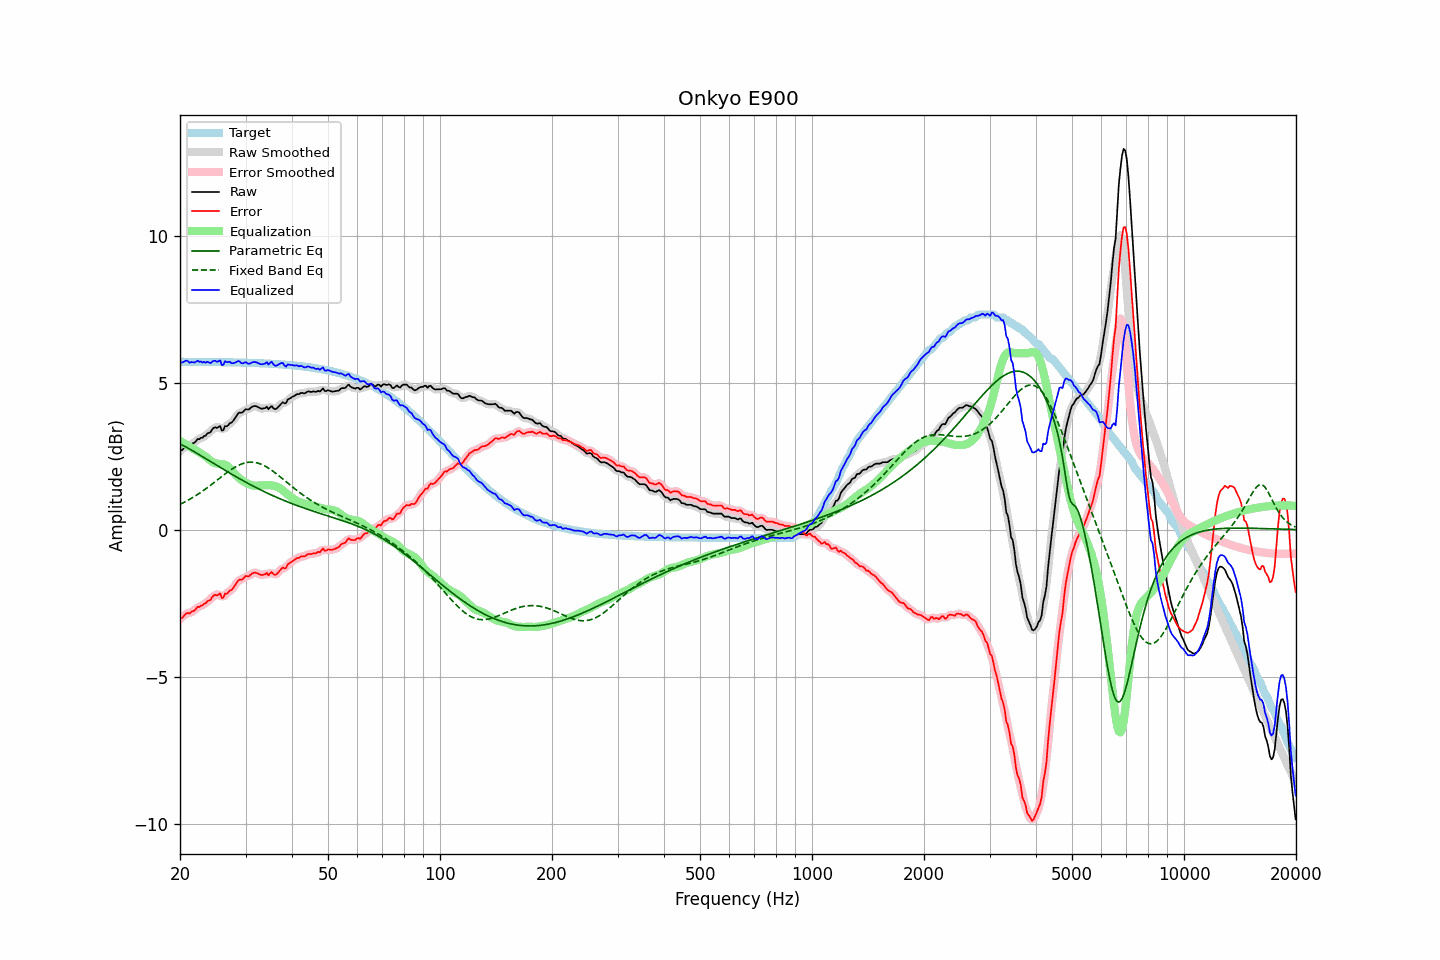 Onkyo E900
Target
Raw Smoothed
Error Smoothed
Raw
Error
Equalization
Parametric Eq
Fixed Band Eq
Equalized
Amplitude (dBr)
10
5
0
−5
−10
20
50
100
200
500
1000
2000
5000
10000
20000
Frequency (Hz)